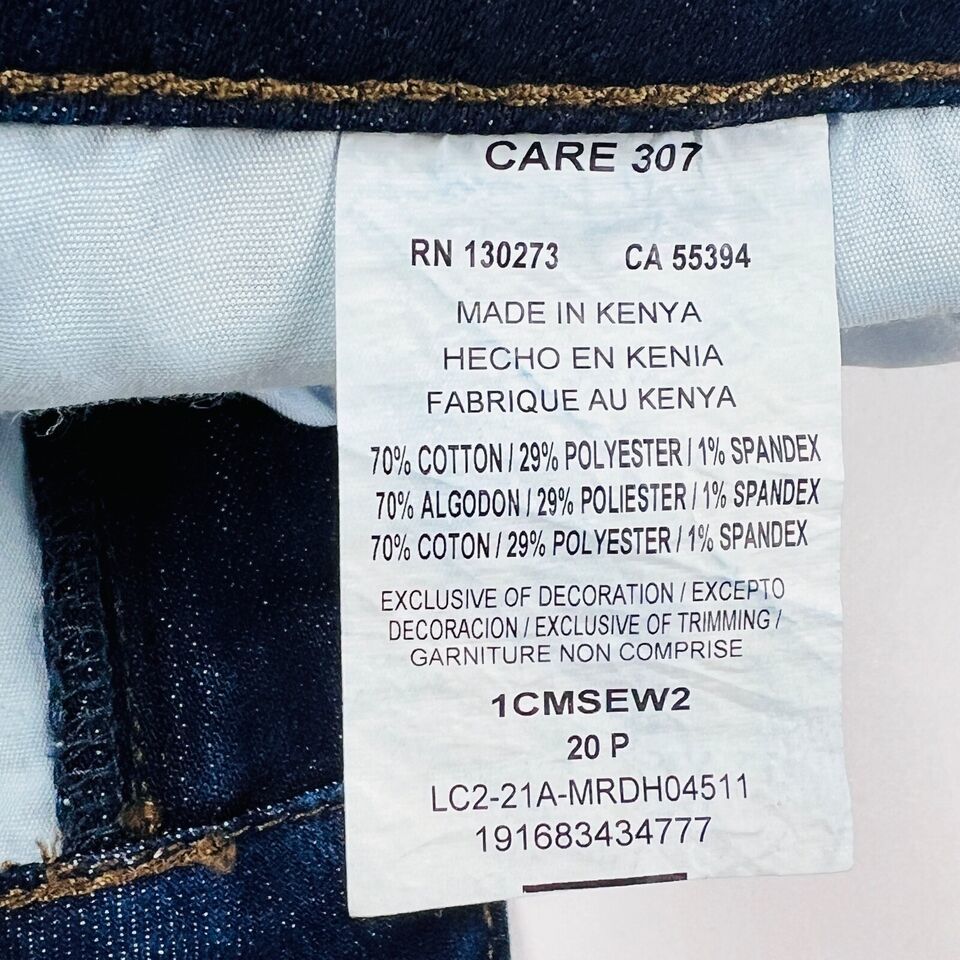 CARE 307
RN 130273 CA 55394
MADE IN KENYA
HECHO EN KENIA
FABRIQUE AU KENYA
70% COTTON / 29% POLYESTER / 1% SPANDEX
70% ALGODON / 29% POLIESTER / 1% SPANDEX
70% COTON / 29% POLYESTER / 1% SPANDEX
EXCLUSIVE OF DECORATION / EXCEPTO
DECORACION / EXCLUSIVE OF TRIMMING /
GARNITURE NON COMPRISE
1CMSEW2
20 P
LC2-21A-MRDH04511
191683434777